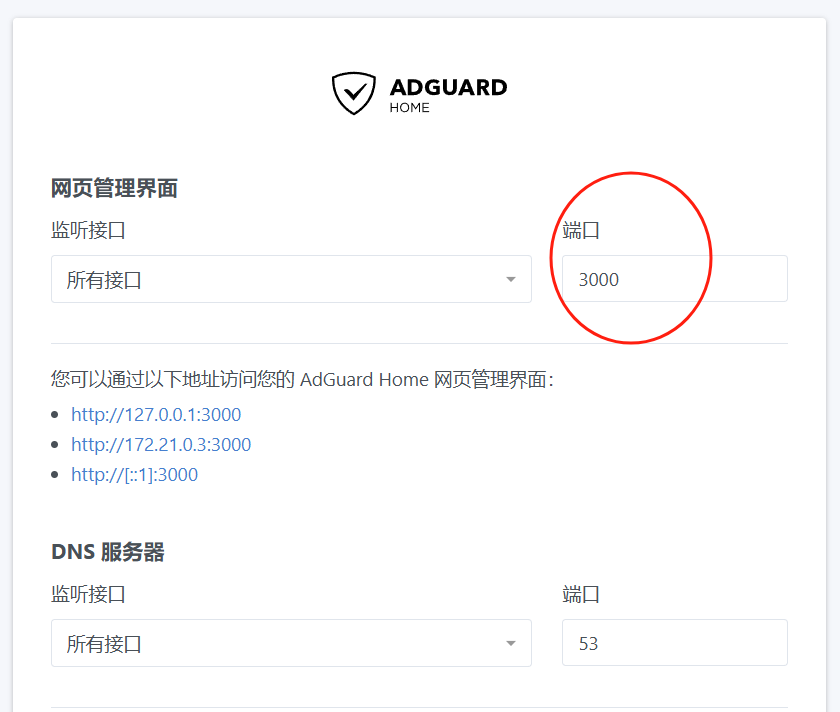 ADGUARD
HOME
网页管理界面
监听接口 端口
所有接口 3000
您可以通过以下地址访问您的 AdGuard Home 网页管理界面:
http://127.0.0.1:3000
http://172.21.0.3:3000
http://[::1]:3000
DNS 服务器
监听接口 端口
所有接口 53